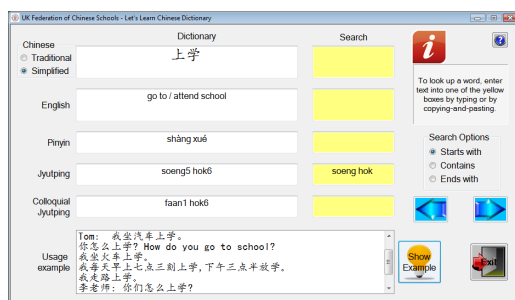 UK Federation of Chinese Schools - Let's Learn Chinese Dictionary
Dictionary
Search
Chinese
Traditional
Simplified
上学
English
go to / attend school
Pinyin
shàng xué
Jyutping
soeng5 hok6
soeng hok
Colloquial
Jyutping
faan1 hok6
Usage
example
Tom: 我坐汽车上学。
你怎么上学? How do you go to school?
我坐火车上学。
我每天早上七点三刻上学,下午三点半放学。
我走路上学。
李老师: 你们怎么上学?
i
?
To look up a word, enter
text into one of the yellow
boxes by typing or by
copying-and-pasting.
Search Options
Starts with
Contains
Ends with
Show
Example
Exit